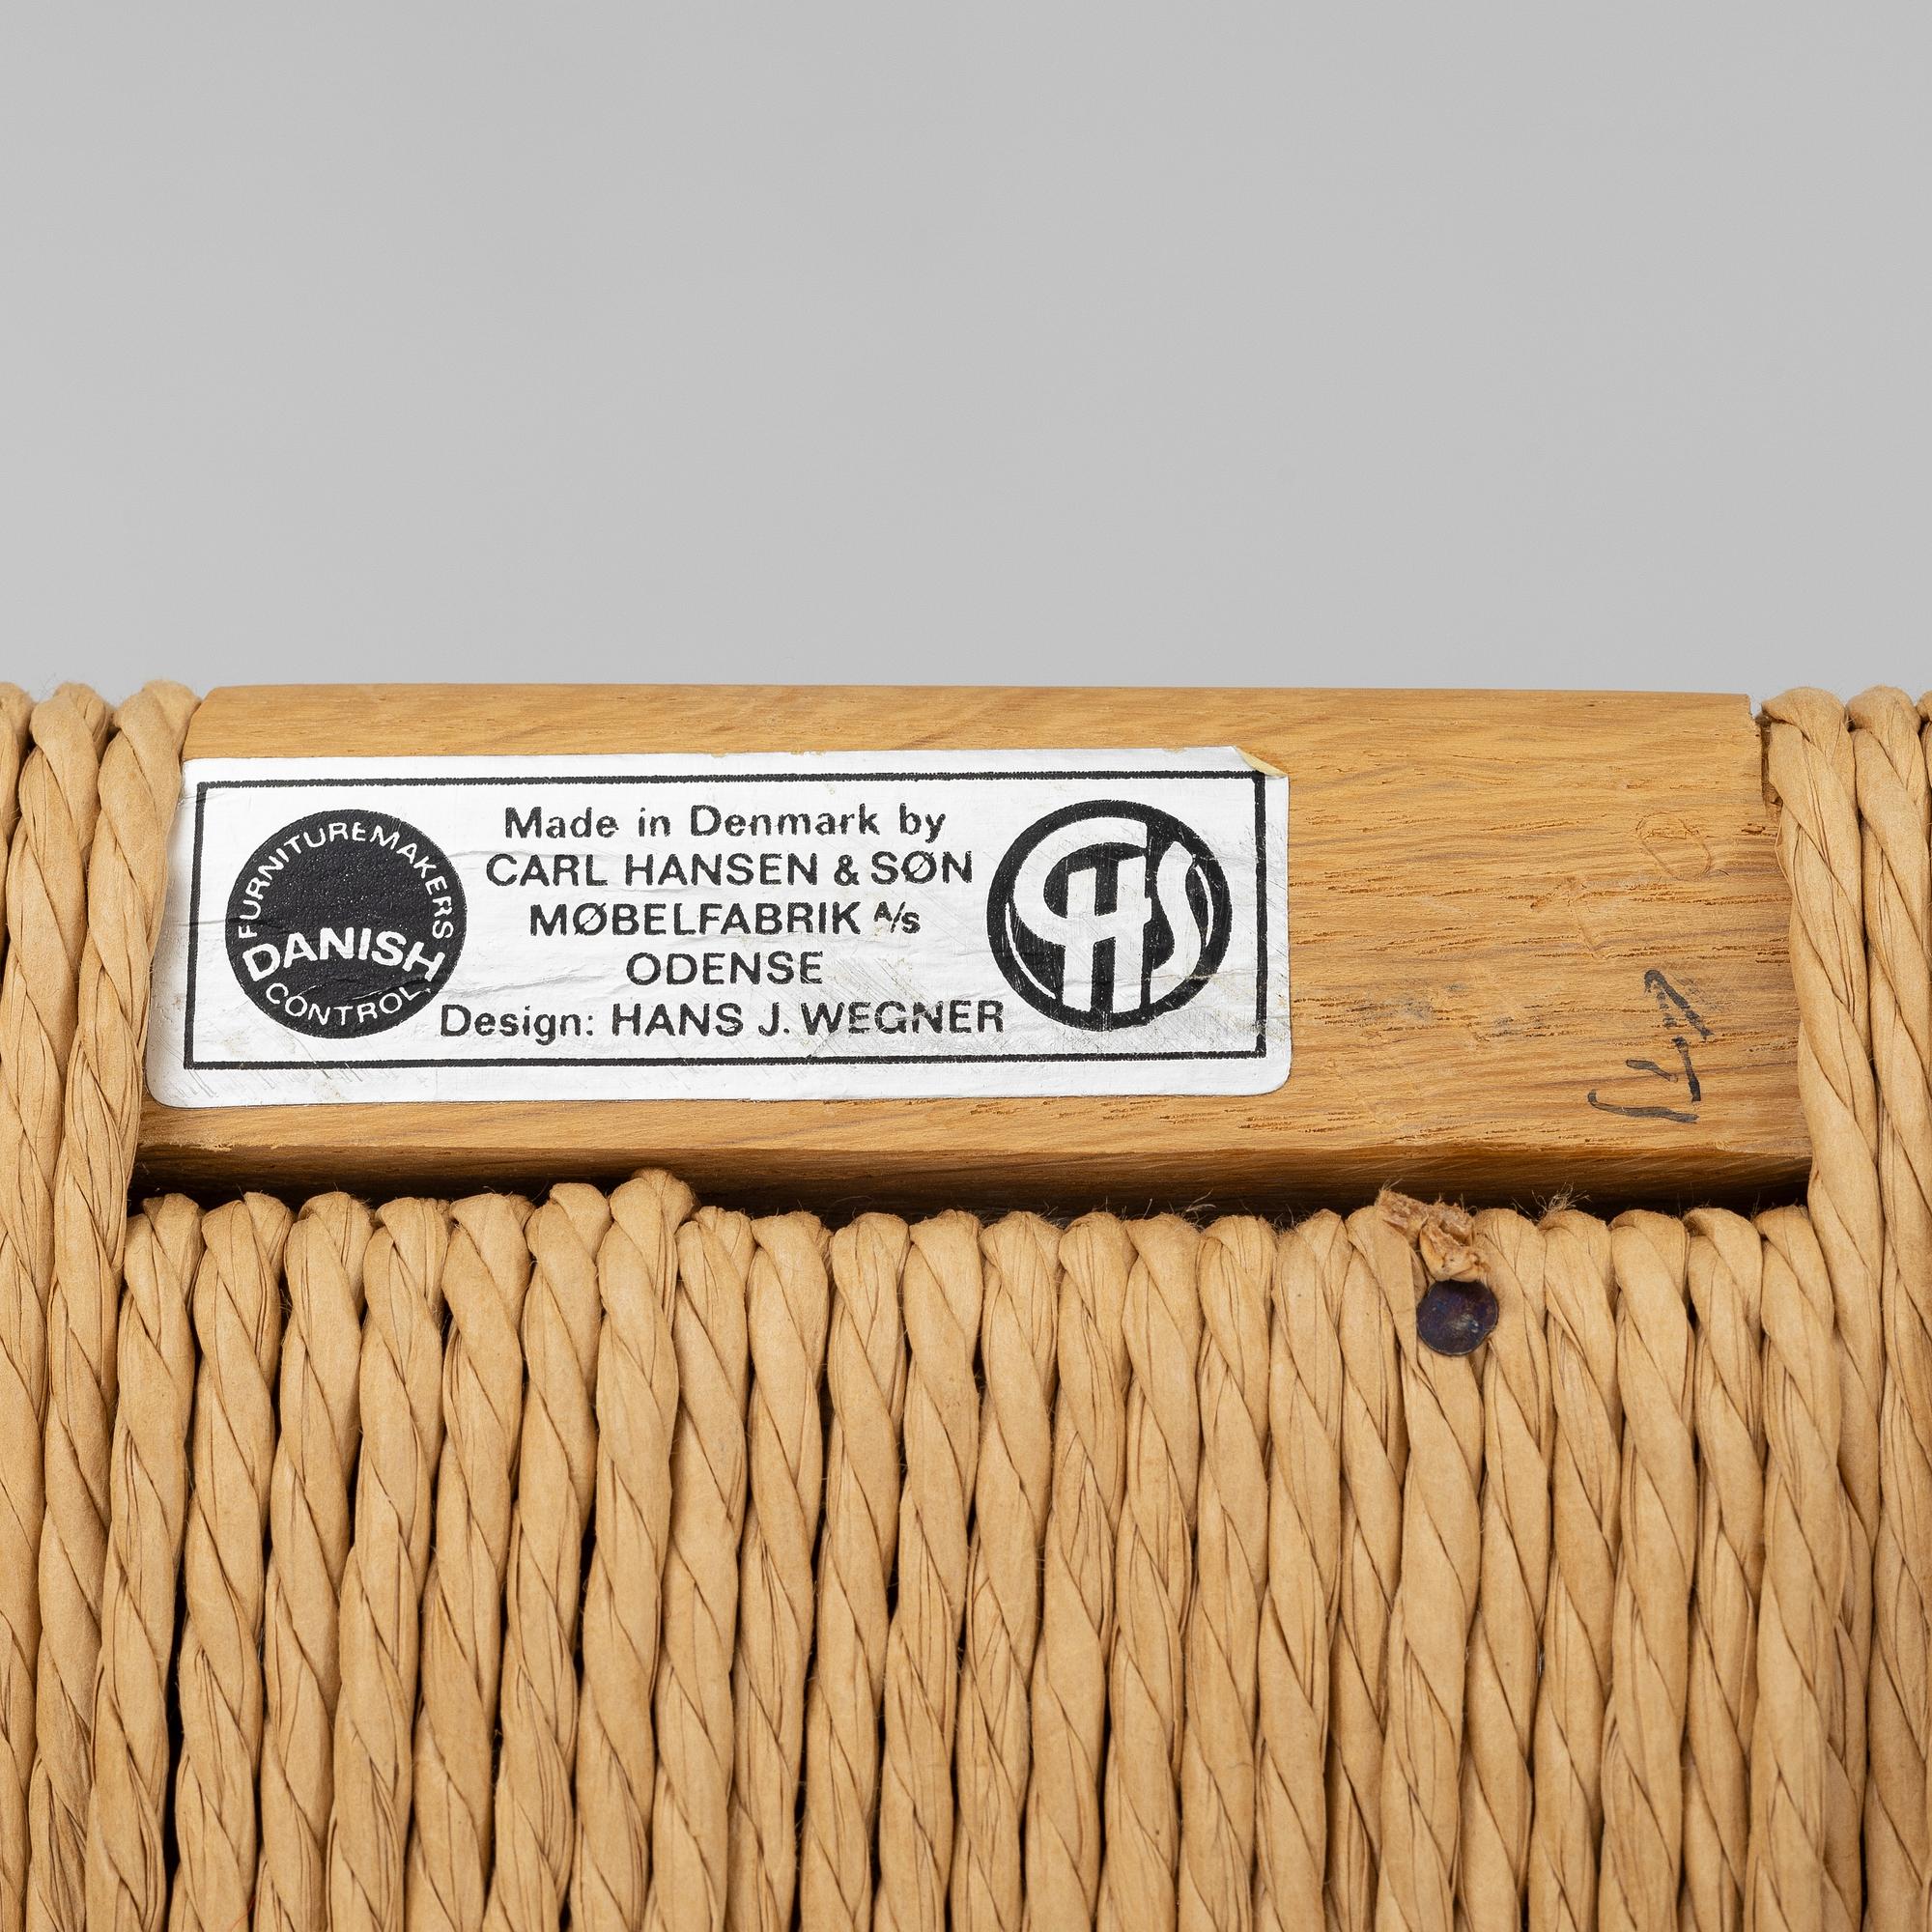 FURNITUREMAKERS
DANISH
CONTROL
Made in Denmark by
CARL HANSEN & SØN
MØBELFABRIK A/s
ODENSE
Design: HANS J. WEGNER
CHS